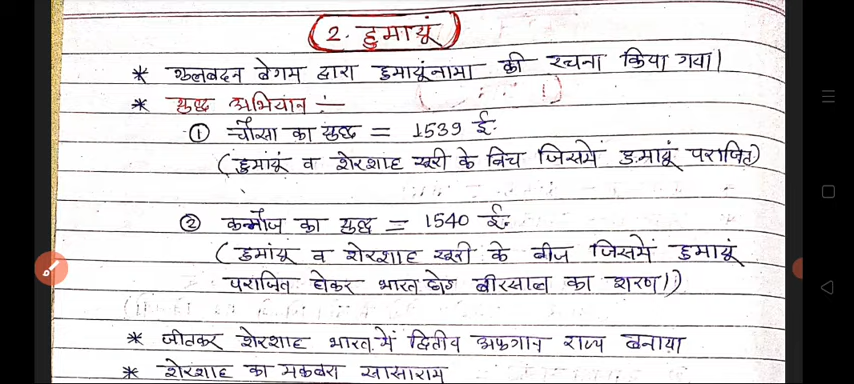 2. हुमायूं
* गुलबदन बेगम द्वारा हुमायूंनामा की रचना किया गया।
* युद्ध अभियान :-
① चौसा का युद्ध = 1539 ई.
(हुमायूं व शेरशाह सूरी के बिच जिसमें हुमायूं पराजित)
② कन्नौज का युद्ध = 1540 ई.
(हुमायूं व शेरशाह सूरी के बीच जिसमें हुमायूं
पराजित होकर भारत बीरसाल का शरण))
* जीतकर शेरशाह भारत में द्वितीय अफगान राज्य बनाया
* शेरशाह का मकबरा सासाराम